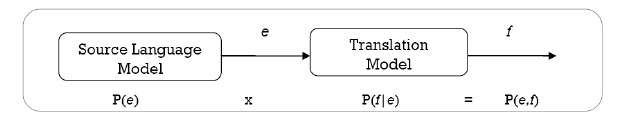 e
f
Source Language
Model
Translation
Model
P(e) x P(f|e) = P(e,f)